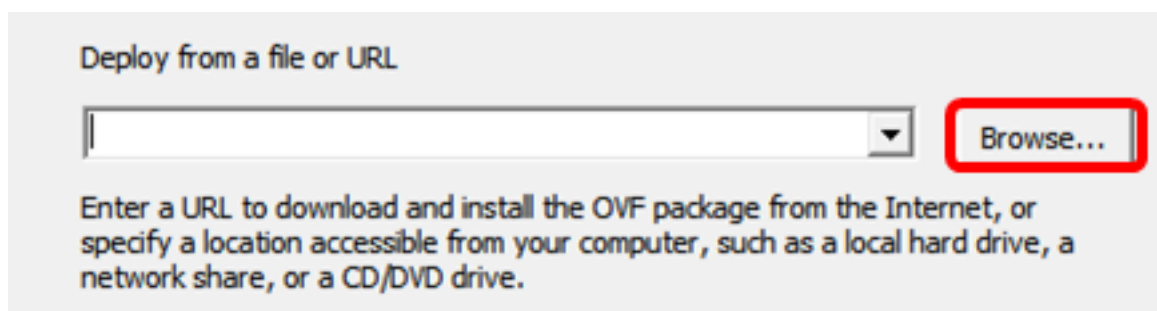 Deploy from a file or URL
Browse...
Enter a URL to download and install the OVF package from the Internet, or
specify a location accessible from your computer, such as a local hard drive, a
network share, or a CD/DVD drive.